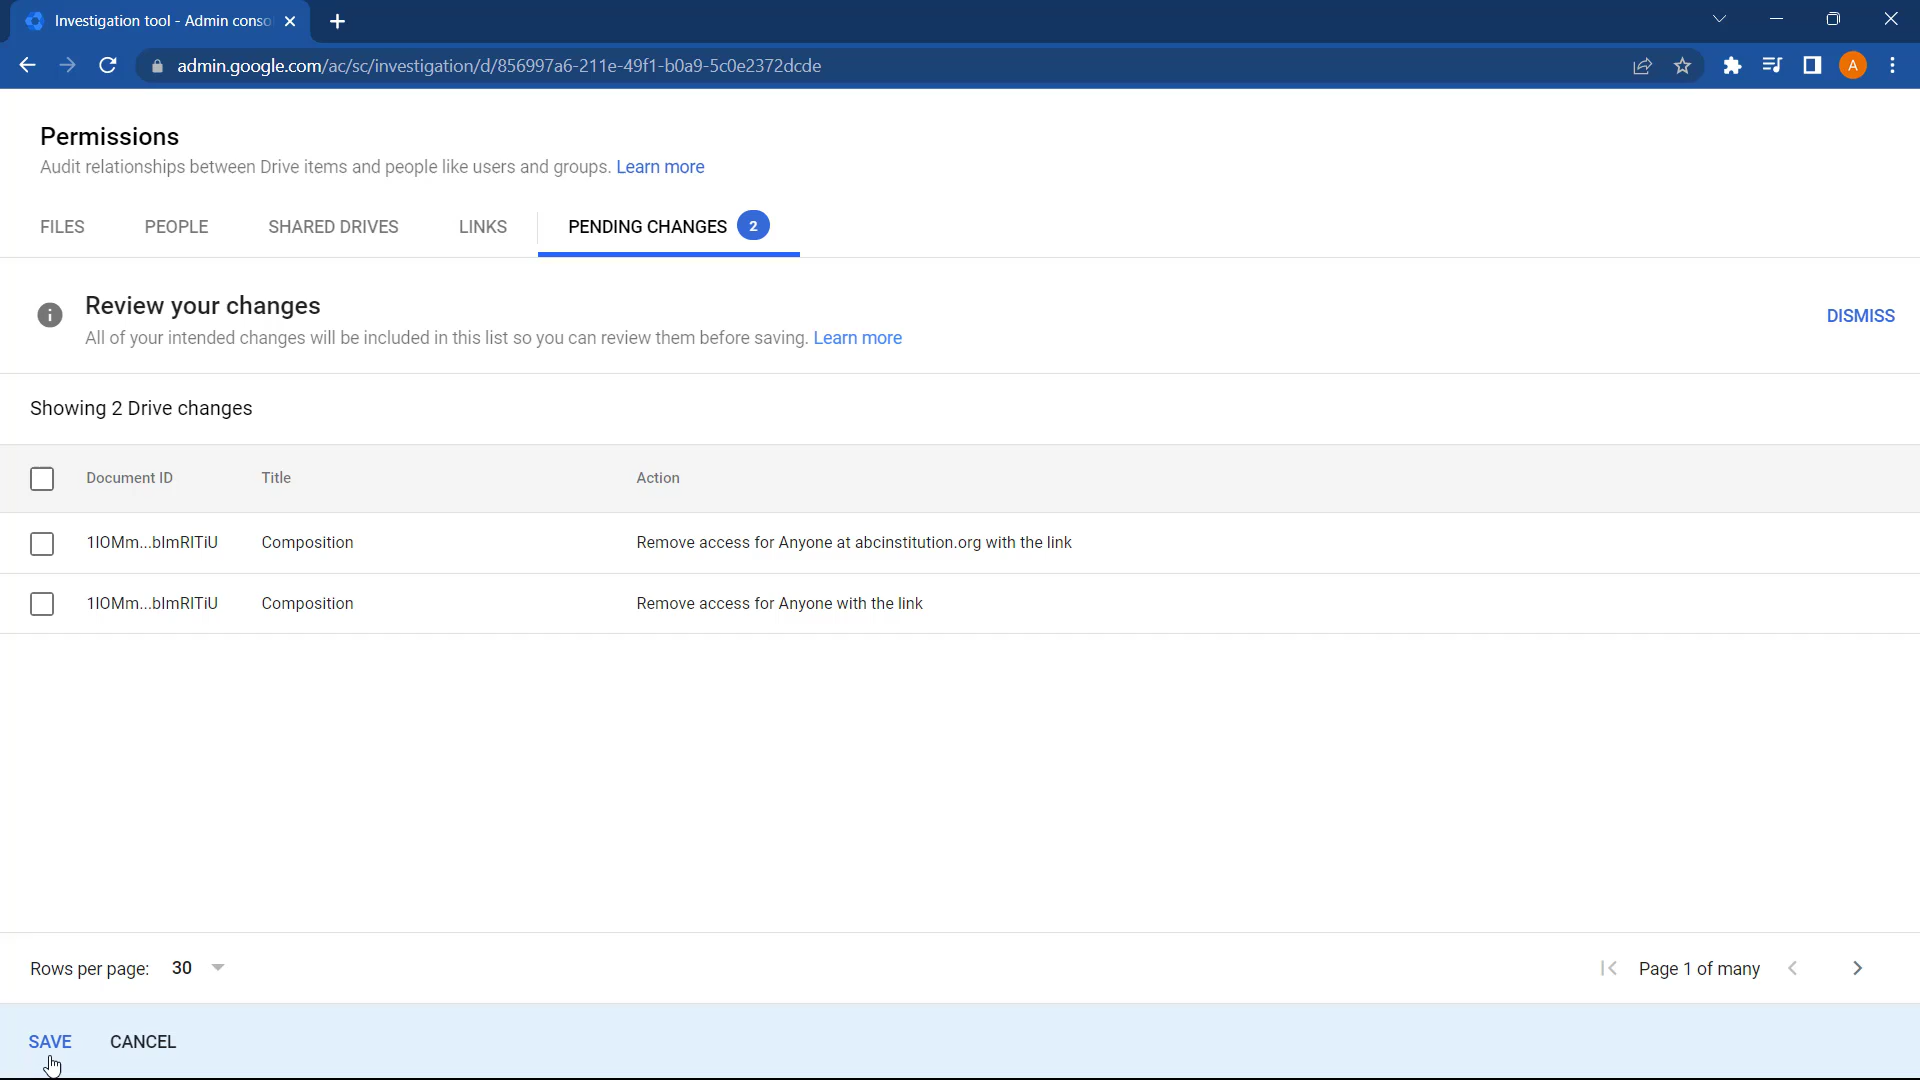 Investigation tool - Admin conso
admin.google.com/ac/sc/investigation/d/856997a6-211e-49f1-b0a9-5c0e2372dcde
A
Permissions
Audit relationships between Drive items and people like users and groups. Learn more
FILES PEOPLE SHARED DRIVES LINKS PENDING CHANGES 2
Review your changes
All of your intended changes will be included in this list so you can review them before saving. Learn more
DISMISS
Showing 2 Drive changes
Document ID Title Action
1IOMm...blmRITiU Composition Remove access for Anyone at abcinstitution.org with the link
1IOMm...blmRITiU Composition Remove access for Anyone with the link
Rows per page: 30 Page 1 of many
SAVE CANCEL